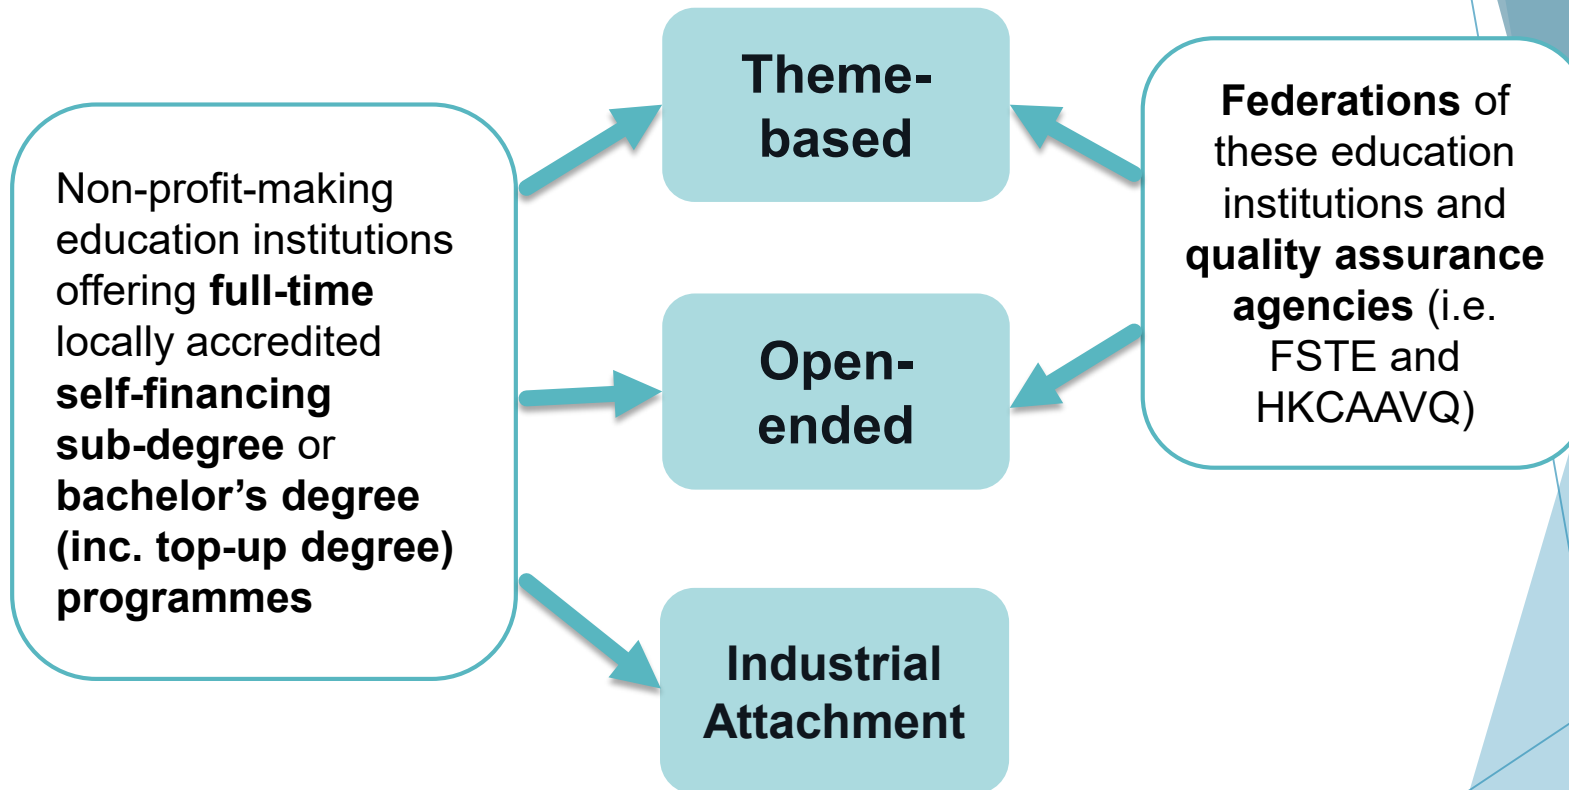 Non-profit-making
education institutions
offering full-time
locally accredited
self-financing
sub-degree or
bachelor’s degree
(inc. top-up degree)
programmes
Theme-
based
Open-
ended
Industrial
Attachment
Federations of
these education
institutions and
quality assurance
agencies (i.e.
FSTE and
HKCAAVQ)